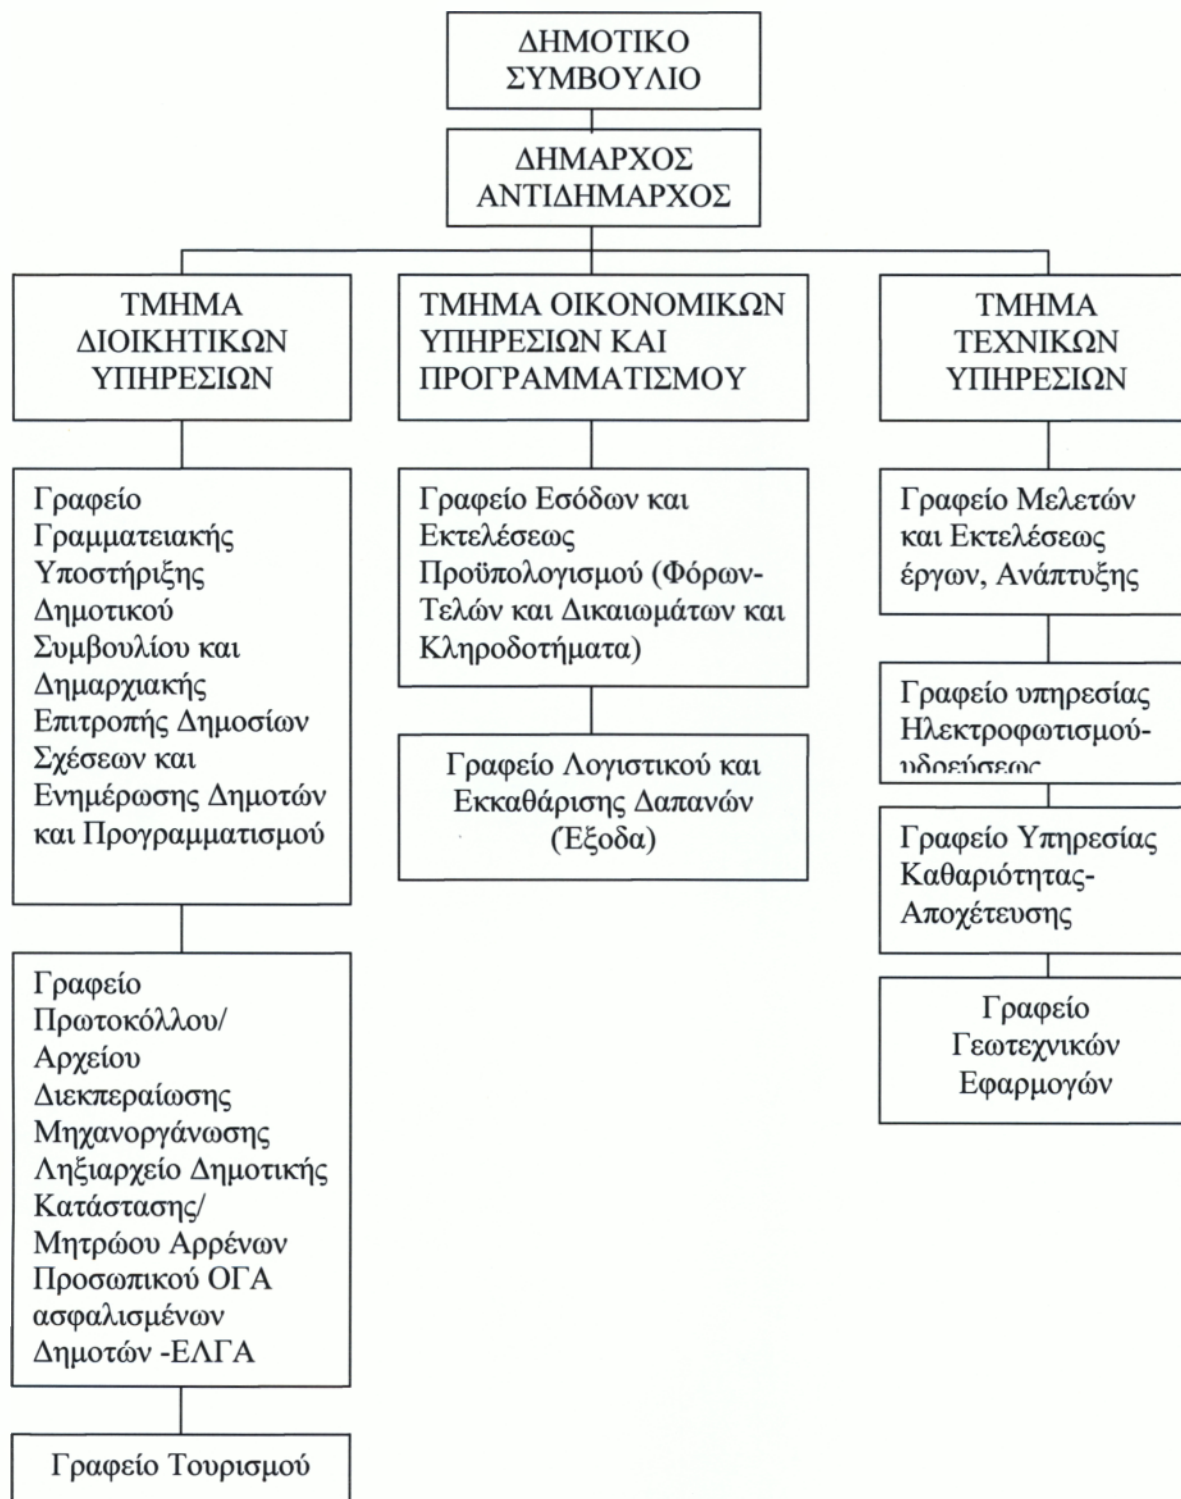 ΔΗΜΟΤΙΚΟ
ΣΥΜΒΟΥΛΙΟ
ΔΗΜΑΡΧΟΣ
ΑΝΤΙΔΗΜΑΡΧΟΣ
ΤΜΗΜΑ
ΔΙΟΙΚΗΤΙΚΩΝ
ΥΠΗΡΕΣΙΩΝ
Γραφείο
Γραμματειακής
Υποστήριξης
Δημοτικού
Συμβουλίου και
Δημαρχιακής
Επιτροπής Δημοσίων
Σχέσεων και
Ενημέρωσης Δημοτών
και Προγραμματισμού
Γραφείο
Πρωτοκόλλου/
Αρχείου
Διεκπεραίωσης
Μηχανοργάνωσης
Ληξιαρχείο Δημοτικής
Κατάστασης/
Μητρώου Αρρένων
Προσωπικού ΟΓΑ
ασφαλισμένων
Δημοτών -ΕΛΓΑ
Γραφείο Τουρισμού
ΤΜΗΜΑ ΟΙΚΟΝΟΜΙΚΩΝ
ΥΠΗΡΕΣΙΩΝ ΚΑΙ
ΠΡΟΓΡΑΜΜΑΤΙΣΜΟΥ
Γραφείο Εσόδων και
Εκτελέσεως
Προϋπολογισμού (Φόρων-
Τελών και Δικαιωμάτων και
Κληροδοτήματα)
Γραφείο Λογιστικού και
Εκκαθάρισης Δαπανών
(Έξοδα)
ΤΜΗΜΑ
ΤΕΧΝΙΚΩΝ
ΥΠΗΡΕΣΙΩΝ
Γραφείο Μελετών
και Εκτελέσεως
έργων, Ανάπτυξης
Γραφείο υπηρεσίας
Ηλεκτροφωτισμού-
υδρεύσεως
Γραφείο Υπηρεσίας
Καθαριότητας-
Αποχέτευσης
Γραφείο
Γεωτεχνικών
Εφαρμογών